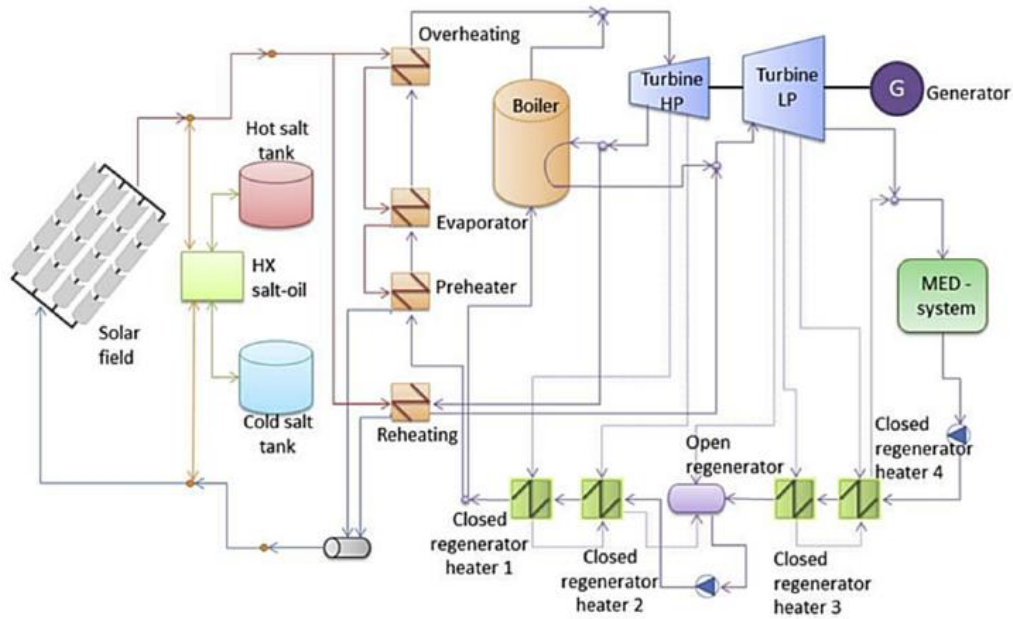 Overheating
Turbine
HP
Turbine
LP
G
Generator
Boiler
Hot salt
tank
Evaporator
HX
salt-oil
Preheater
MED -
system
Solar
field
Cold salt
tank
Reheating
Closed
regenerator
heater 4
Open
regenerator
Closed
regenerator
heater 1
Closed
regenerator
heater 2
Closed
regenerator
heater 3